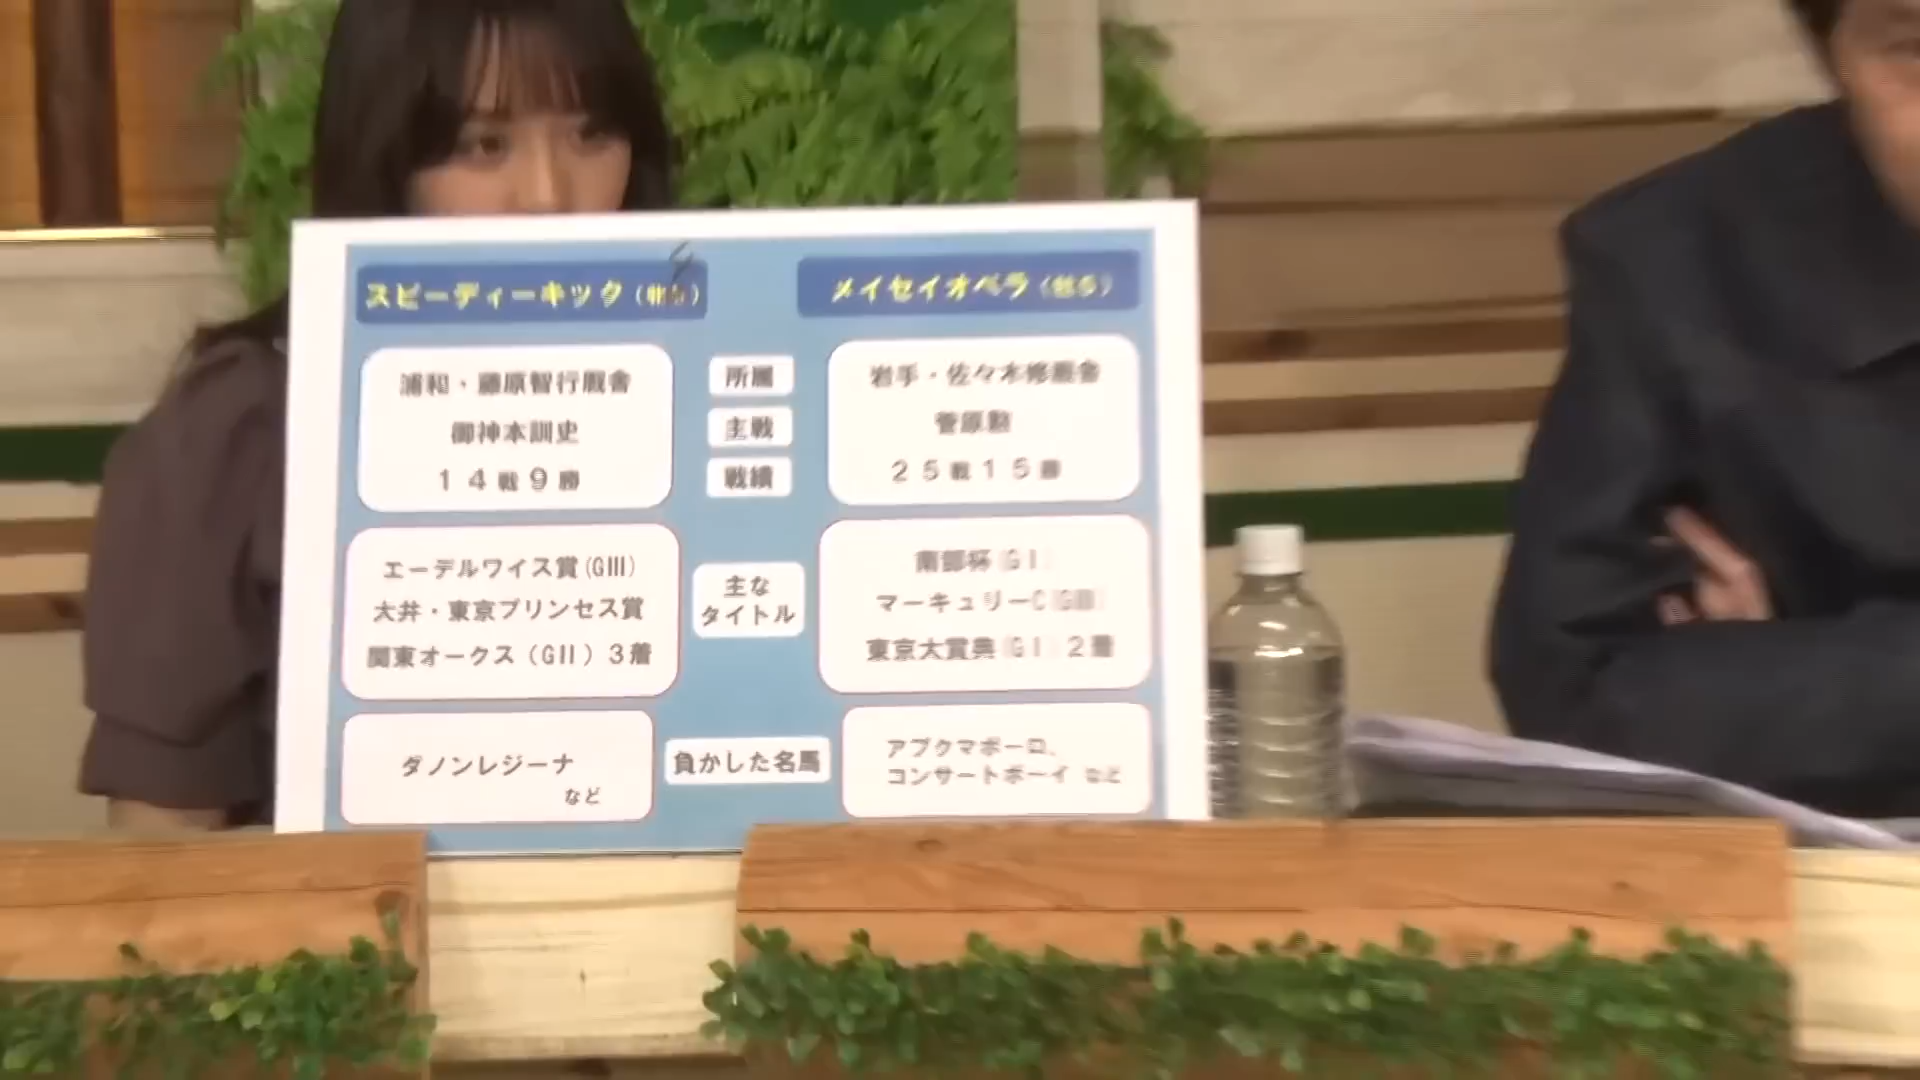 スピーディーキック
メイセイオペラ
浦和・藤原智行厩舎
御神本訓史
14戦9勝
所属
主戦
戦績
岩手・佐々木修厩舎
菅原勲
25戦15勝
エーデルワイス賞(GIII)
大井・東京プリンセス賞
関東オークス(GII)3着
主な
タイトル
南部杯(GI)
マーキュリーC(GIII)
東京大賞典(GI)2着
ダノンレジーナ
など
負かした名馬
アブクマポーロ、
コンサートボーイ など